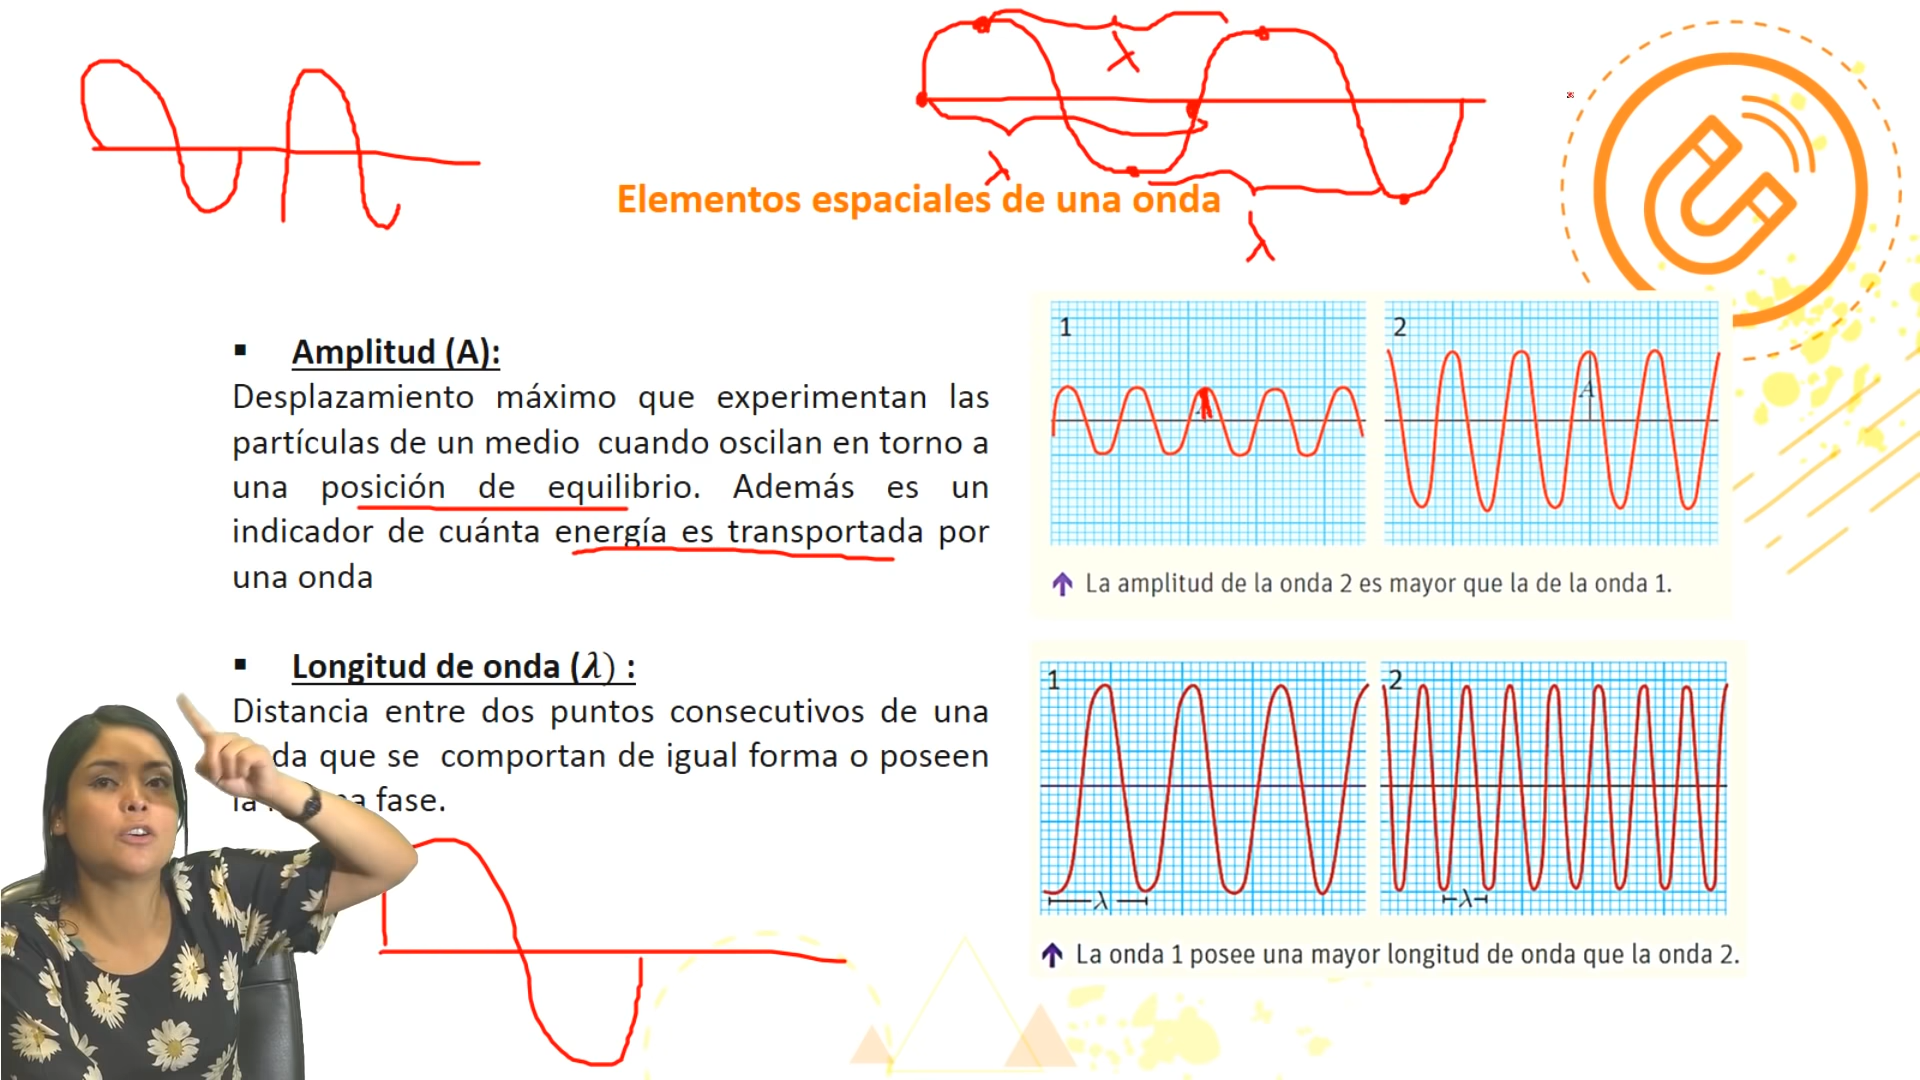 λ
λ
λ
Elementos espaciales de una onda
▪ Amplitud (A):
Desplazamiento máximo que experimentan las
partículas de un medio cuando oscilan en torno a
una posición de equilibrio. Además es un
indicador de cuánta energía es transportada por
una onda
1
2
A
La amplitud de la onda 2 es mayor que la de la onda 1.
▪ Longitud de onda (λ) :
Distancia entre dos puntos consecutivos de una
da que se comportan de igual forma o poseen
la fase.
1
2
λ
λ
La onda 1 posee una mayor longitud de onda que la onda 2.